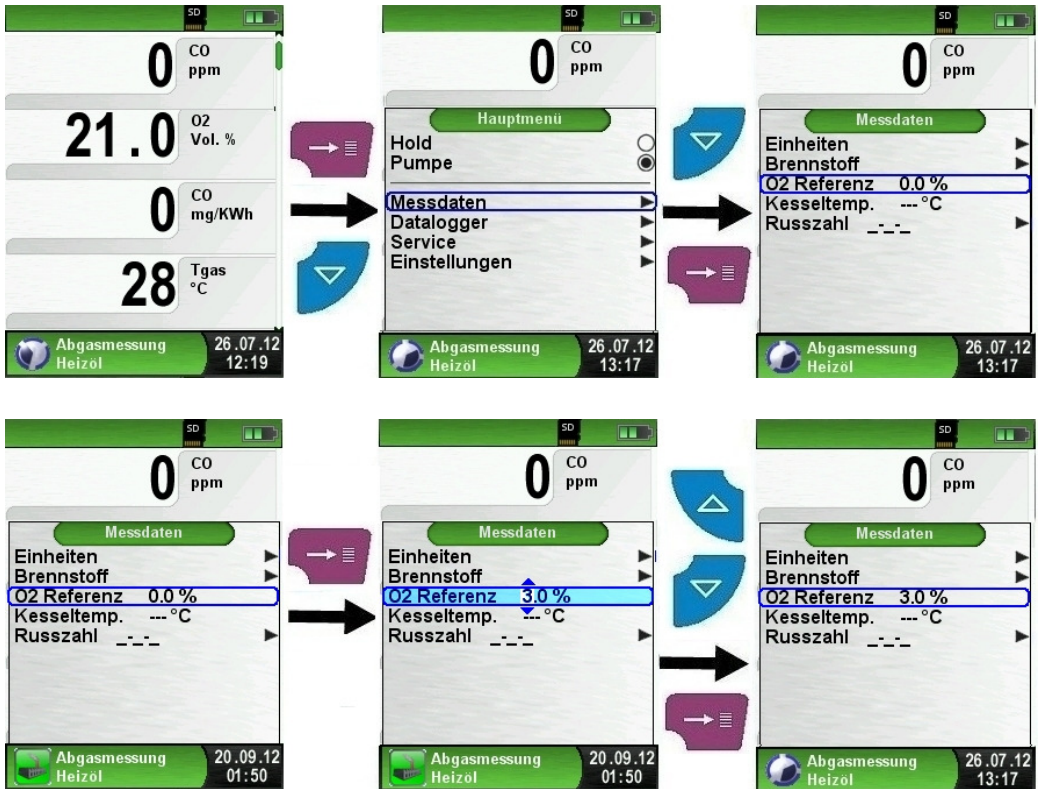 SD
0 CO
ppm
21.0 O2
Vol. %
0 CO
mg/KWh
28 Tgas
°C
Abgasmessung 26.07.12
Heizöl 12:19
SD
0 CO
ppm
Hauptmenü
Hold
Pumpe
Messdaten
Datalogger
Service
Einstellungen
Abgasmessung 26.07.12
Heizöl 13:17
SD
0 CO
ppm
Messdaten
Einheiten
Brennstoff
O2 Referenz 0.0 %
Kesseltemp. --- °C
Russzahl _-_-_
Abgasmessung 26.07.12
Heizöl 13:17
SD
0 CO
ppm
Messdaten
Einheiten
Brennstoff
O2 Referenz 0.0 %
Kesseltemp. --- °C
Russzahl _-_-_
Abgasmessung 20.09.12
Heizöl 01:50
SD
0 CO
ppm
Messdaten
Einheiten
Brennstoff
O2 Referenz 3.0 %
Kesseltemp. --- °C
Russzahl _-_-_
Abgasmessung 20.09.12
Heizöl 01:50
SD
0 CO
ppm
Messdaten
Einheiten
Brennstoff
O2 Referenz 3.0 %
Kesseltemp. --- °C
Russzahl _-_-_
Abgasmessung 26.07.12
Heizöl 13:17